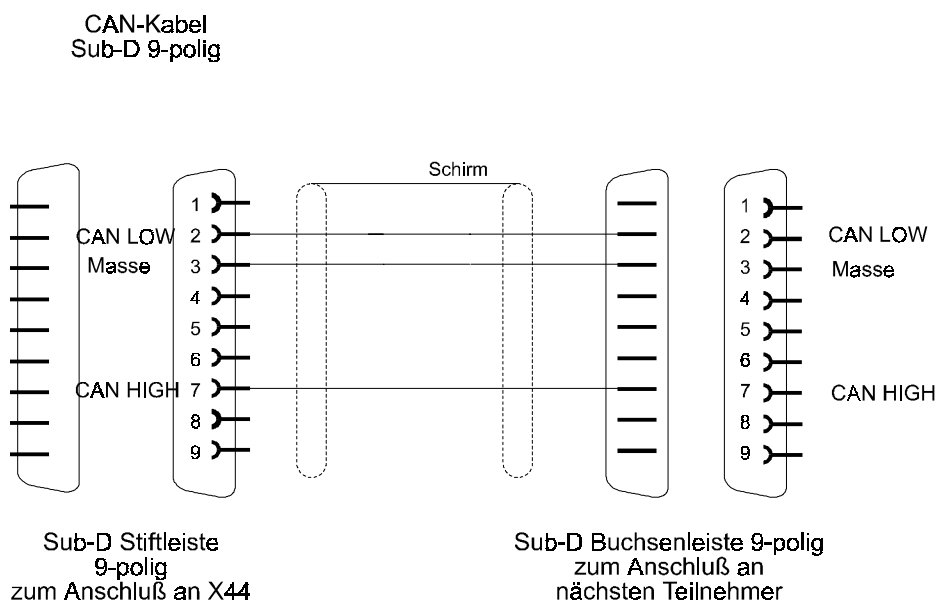 CAN-Kabel
Sub-D 9-polig
Schirm
1
1
CAN LOW
2
2
CAN LOW
Masse
3
3
Masse
4
4
5
5
6
6
CAN HIGH
7
7
CAN HIGH
8
8
9
9
Sub-D Stiftleiste
9-polig
zum Anschluß an X44
Sub-D Buchsenleiste 9-polig
zum Anschluß an
nächsten Teilnehmer